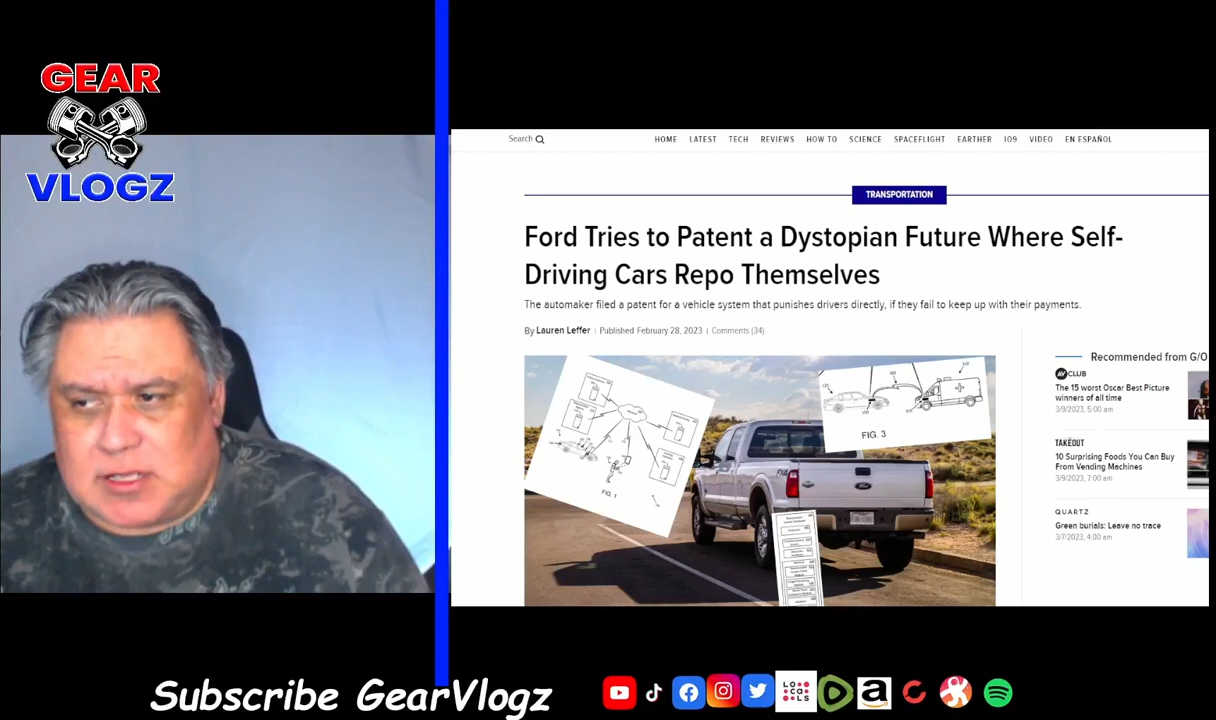 GEAR
VLOGZ
Search
HOME LATEST TECH REVIEWS HOW TO SCIENCE SPACEFLIGHT EARTHER IO9 VIDEO EN ESPAÑOL
TRANSPORTATION
Ford Tries to Patent a Dystopian Future Where Self-
Driving Cars Repo Themselves
The automaker filed a patent for a vehicle system that punishes drivers directly, if they fail to keep up with their payments.
By Lauren Leffer | Published February 28, 2023 | Comments (34)
FIG. 1
FIG. 3
Ford
Recommended from G/O
AV CLUB
The 15 worst Oscar Best Picture
winners of all time
3/9/2023, 5:00 am
TAKEOUT
10 Surprising Foods You Can Buy
From Vending Machines
3/9/2023, 7:00 am
QUARTZ
Green burials: Leave no trace
3/7/2023, 4:00 am
Subscribe GearVlogz
LOCALS